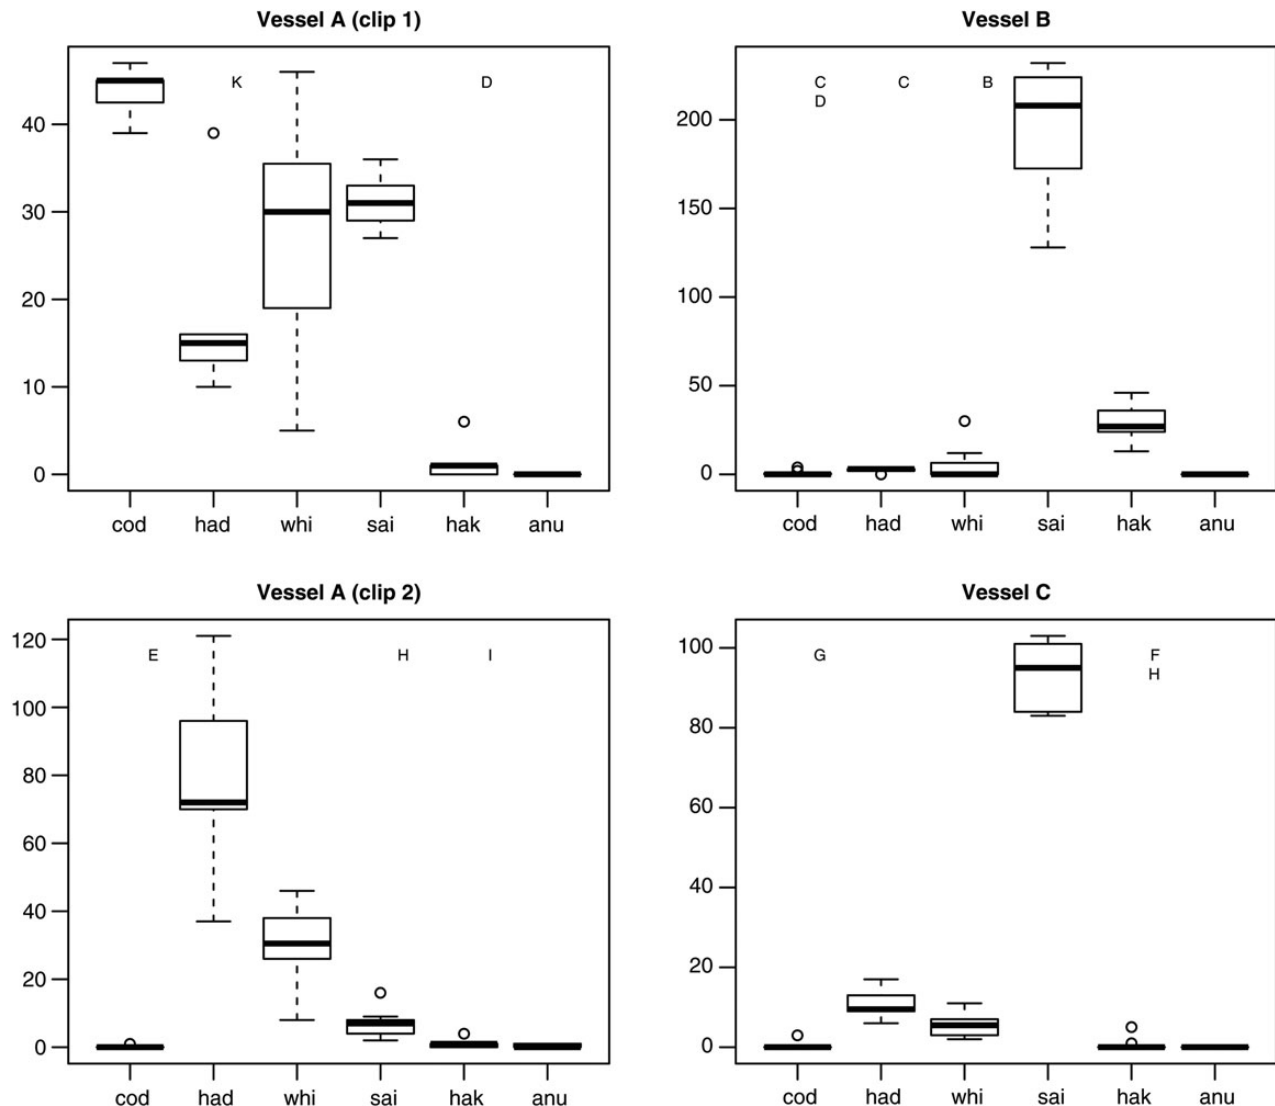 Vessel A (clip 1)
K D
40
30
20
10
0
cod had whi sai hak anu
Vessel B
C C B
D
200
150
100
50
0
cod had whi sai hak anu
Vessel A (clip 2)
E H I
120
100
80
60
40
20
0
cod had whi sai hak anu
Vessel C
G F
H
100
80
60
40
20
0
cod had whi sai hak anu